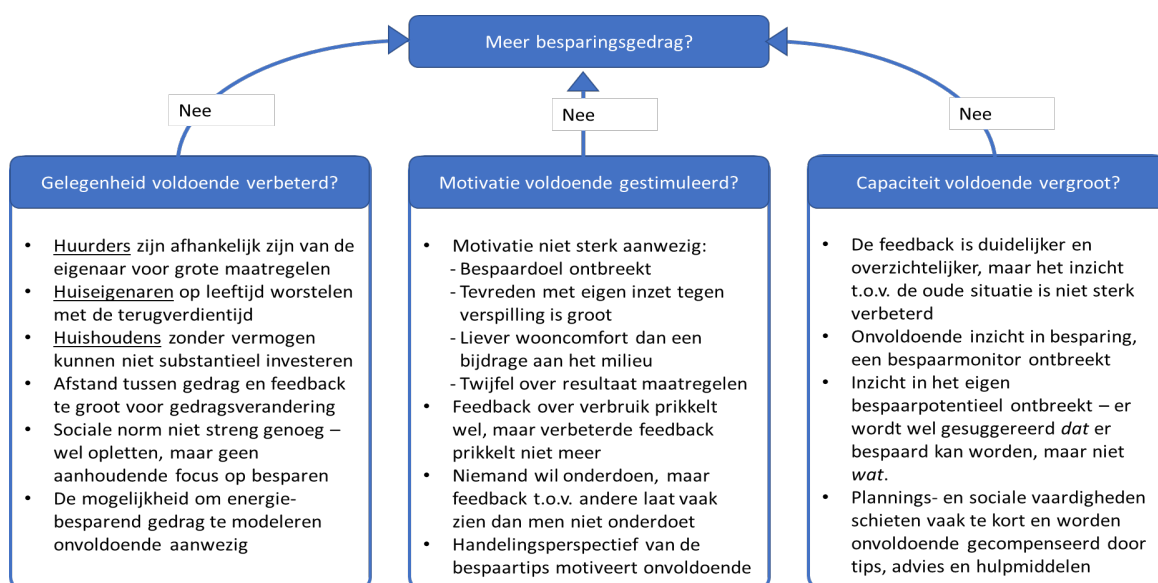 Meer besparingsgedrag?
Nee
Nee
Nee
Gelegenheid voldoende verbeterd?
• Huurders zijn afhankelijk zijn van de
eigenaar voor grote maatregelen
• Huiseigenaren op leeftijd worstelen
met de terugverdientijd
• Huishoudens zonder vermogen
kunnen niet substantieel investeren
• Afstand tussen gedrag en feedback
te groot voor gedragsverandering
• Sociale norm niet streng genoeg –
wel opletten, maar geen
aanhoudende focus op besparen
• De mogelijkheid om energie-
besparend gedrag te modeleren
onvoldoende aanwezig
Motivatie voldoende gestimuleerd?
• Motivatie niet sterk aanwezig:
- Bespaardoel ontbreekt
- Tevreden met eigen inzet tegen
verspilling is groot
- Liever wooncomfort dan een
bijdrage aan het milieu
- Twijfel over resultaat maatregelen
• Feedback over verbruik prikkelt
wel, maar verbeterde feedback
prikkelt niet meer
• Niemand wil onderdoen, maar
feedback t.o.v. andere laat vaak
zien dan men niet onderdoet
• Handelingsperspectief van de
bespaartips motiveert onvoldoende
Capaciteit voldoende vergroot?
• De feedback is duidelijker en
overzichtelijker, maar het inzicht
t.o.v. de oude situatie is niet sterk
verbeterd
• Onvoldoende inzicht in besparing,
een bespaarmonitor ontbreekt
• Inzicht in het eigen
bespaarpotentieel ontbreekt – er
wordt wel gesuggereerd dat er
bespaard kan worden, maar niet
wat.
• Plannings- en sociale vaardigheden
schieten vaak te kort en worden
onvoldoende gecompenseerd door
tips, advies en hulpmiddelen